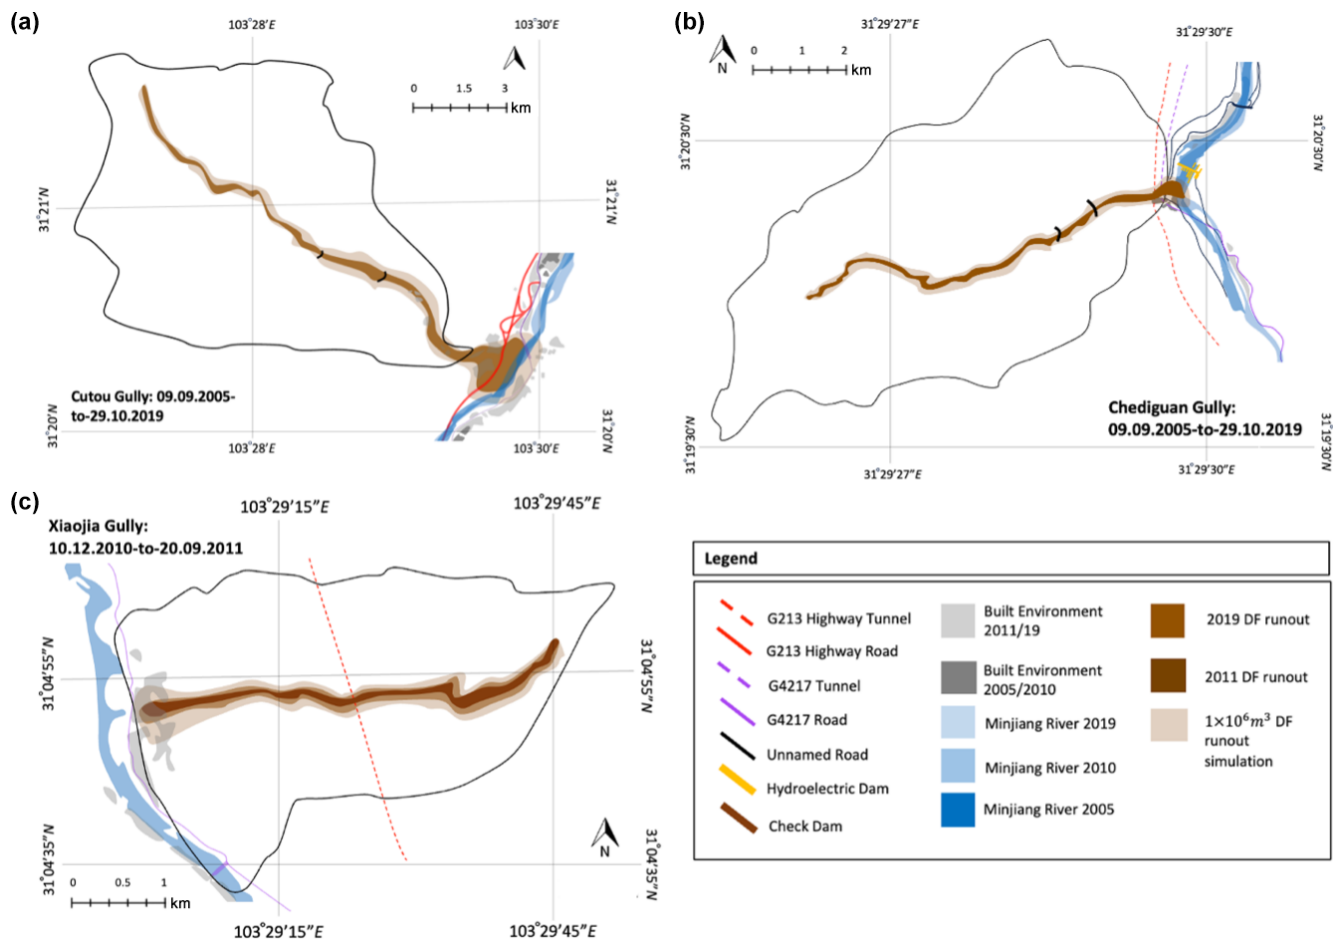 (a)
103°28'E
103°30'E
N
0 1.5 3
km
31°21'N
31°21'N
Cutou Gully: 09.09.2005-
to-29.10.2019
31°20'N
31°20'N
103°28'E
103°30'E
(b)
31°29'27"E
31°29'30"E
N
0 1 2
km
31°20'30"N
31°20'30"N
Chediguan Gully:
09.09.2005-to-29.10.2019
31°19'30"N
31°19'30"N
31°29'27"E
31°29'30"E
(c)
103°29'15"E
103°29'45"E
Xiaojia Gully:
10.12.2010-to-20.09.2011
31°04'55"N
31°04'55"N
31°04'35"N
31°04'35"N
N
0 0.5 1
km
103°29'15"E
103°29'45"E
Legend
G213 Highway Tunnel
G213 Highway Road
G4217 Tunnel
G4217 Road
Unnamed Road
Hydroelectric Dam
Check Dam
Built Environment
2011/19
Built Environment
2005/2010
Minjiang River 2019
Minjiang River 2010
Minjiang River 2005
2019 DF runout
2011 DF runout
1×10⁶m³ DF
runout
simulation